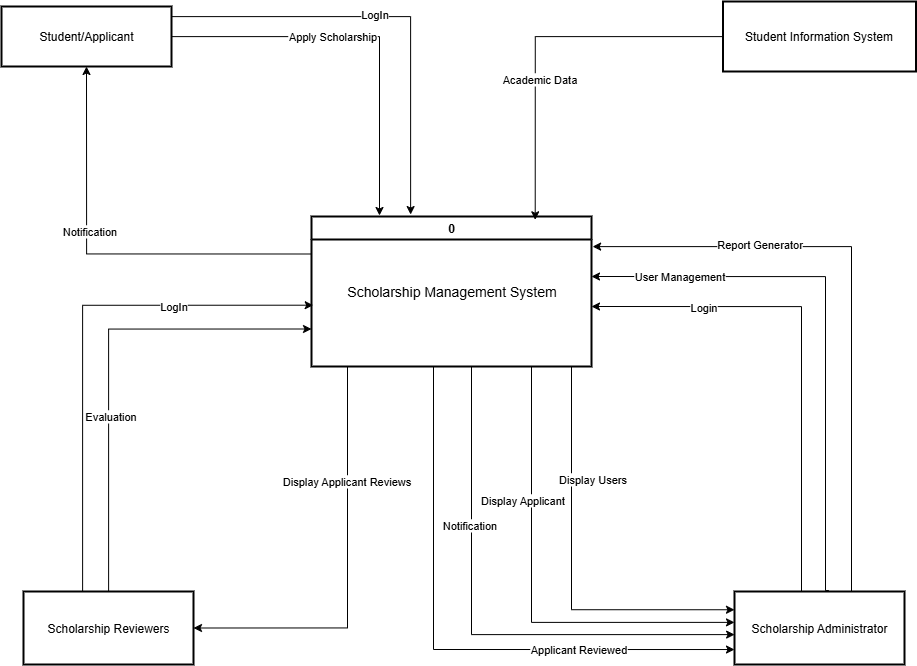 LogIn
Student/Applicant
Apply Scholarship
Student Information System
Academic Data
Notification
0
Report Generator
User Management
Scholarship Management System
LogIn
Login
Evaluation
Display Applicant Reviews
Display Users
Display Applicant
Notification
Scholarship Reviewers
Scholarship Administrator
Applicant Reviewed